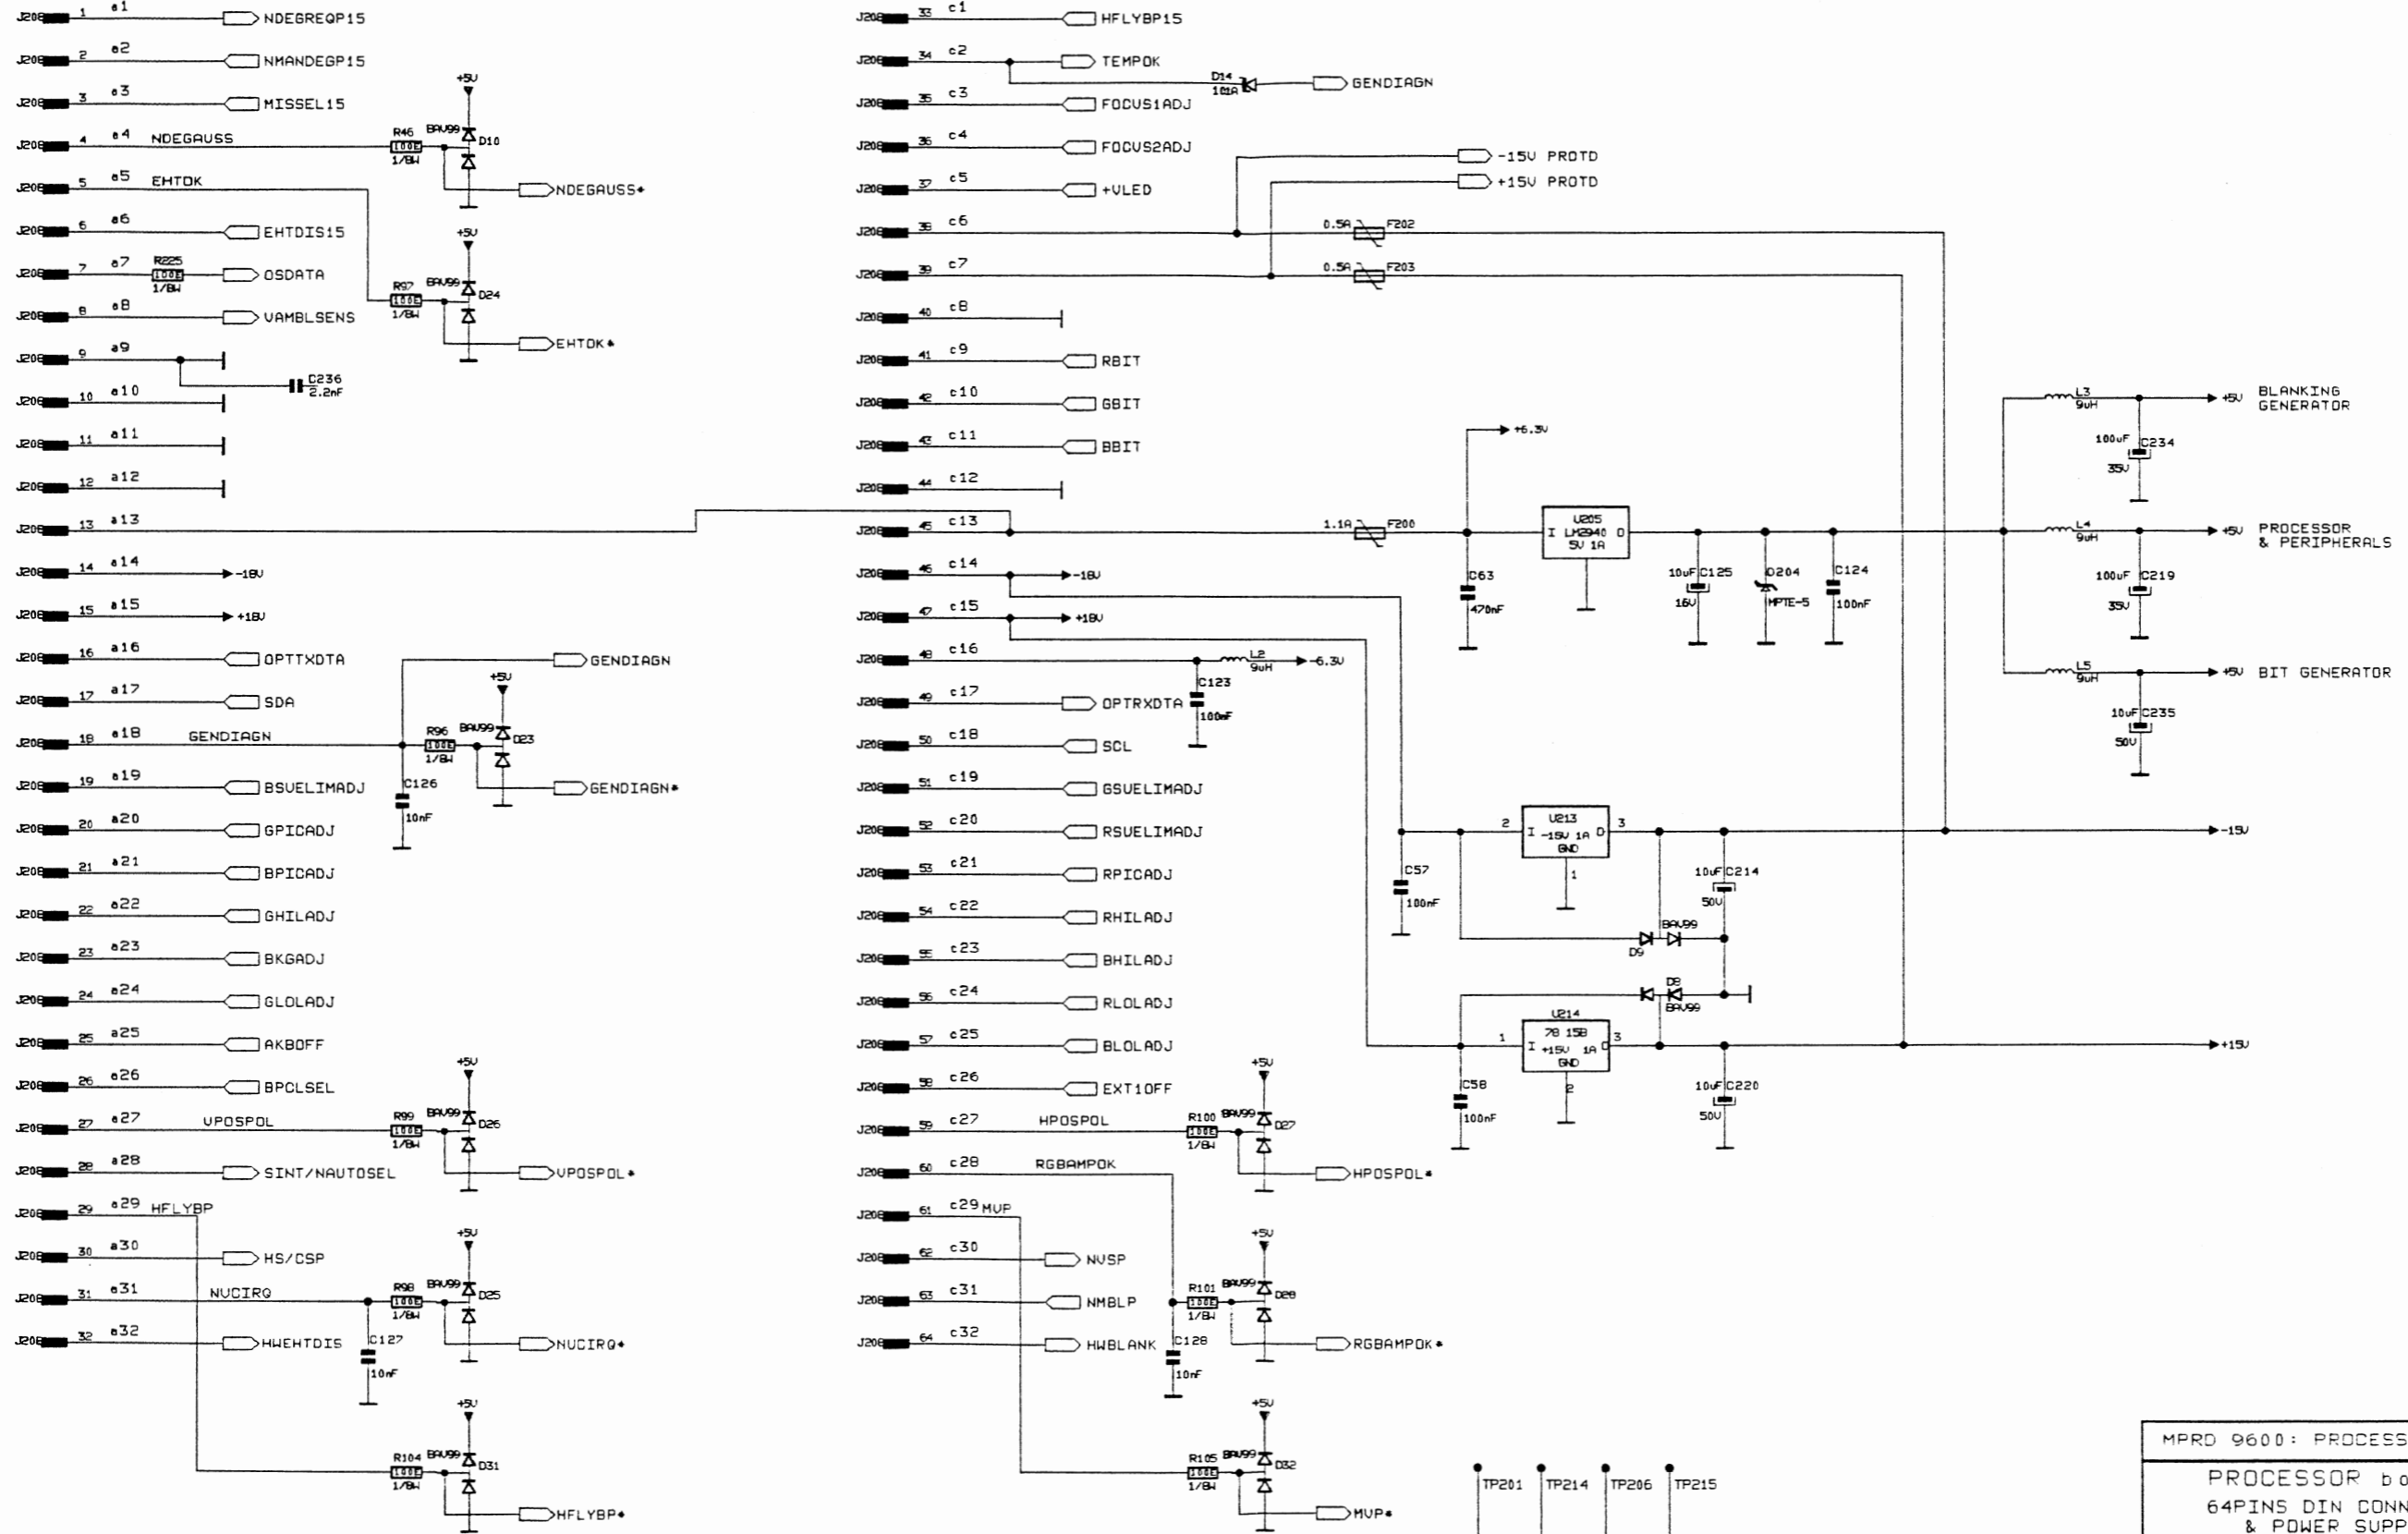 J208 1 a1 NDEGREQP15
J208 2 a2 NMANDEGP15
J208 3 a3 MISSEL15
J208 4 a4 NDEGAUSS
R46 100E 1/8W BAV99 D10 +5V
NDEGAUSS*
J208 5 a5 EHTOK
J208 6 a6 EHTDIS15
J208 7 a7 R225 100E 1/8W OSDATA
R97 100E 1/8W BAV99 D24 +5V
J208 8 a8 VAMBLSENS
EHTOK*
J208 9 a9
C236 2.2nF
J208 10 a10
J208 11 a11
J208 12 a12
J208 13 a13
J208 14 a14 -18V
J208 15 a15 +18V
J208 16 a16 OPTTXDTA
GENDIAGN
J208 17 a17 SDA
J208 18 a18 GENDIAGN
R96 100E 1/8W BAV99 D23 +5V
J208 19 a19 BSVELIMADJ
C126 10nF
GENDIAGN*
J208 20 a20 GPICADJ
J208 21 a21 BPICADJ
J208 22 a22 GHILADJ
J208 23 a23 BKGADJ
J208 24 a24 GLOLADJ
J208 25 a25 AKBOFF
J208 26 a26 BPCLSEL
J208 27 a27 VPOSPOL
R99 100E 1/8W BAV99 D26 +5V
J208 28 a28 SINT/NAUTOSEL
VPOSPOL*
J208 29 a29 HFLYBP
J208 30 a30 HS/CSP
J208 31 a31 NUCIRQ
R98 100E 1/8W BAV99 D25 +5V
J208 32 a32 HWEHTDIS
C127 10nF
NUCIRQ*
R104 100E 1/8W BAV99 D31 +5V
HFLYBP*
J208 33 c1 HFLYBP15
J208 34 c2 TEMPOK
D14 101A GENDIAGN
J208 35 c3 FOCUS1ADJ
J208 36 c4 FOCUS2ADJ
-15V PROTD
+15V PROTD
J208 37 c5 +VLED
J208 38 c6 0.5A F202
J208 39 c7 0.5A F203
J208 40 c8
J208 41 c9 RBIT
J208 42 c10 GBIT
J208 43 c11 BBIT
J208 44 c12
J208 45 c13 1.1A F200
+6.3V
J208 46 c14 -18V
J208 47 c15 +18V
J208 48 c16 L2 9uH -6.3V
C123 100nF
J208 49 c17 OPTRXDTA
J208 50 c18 SCL
J208 51 c19 GSVELIMADJ
J208 52 c20 RSVELIMADJ
J208 53 c21 RPICADJ
J208 54 c22 RHILADJ
J208 55 c23 BHILADJ
J208 56 c24 RLOLADJ
J208 57 c25 BLOLADJ
J208 58 c26 EXT1OFF
J208 59 c27 HPOSPOL
R100 100E 1/8W BAV99 D27 +5V
HPOSPOL*
J208 60 c28 RGBAMPOK
J208 61 c29 MVP
J208 62 c30 NVSP
J208 63 c31 NMBLP
R101 100E 1/8W BAV99 D28 +5V
J208 64 c32 HWBLANK
C128 10nF
RGBAMPOK*
R105 100E 1/8W BAV99 D32 +5V
MVP*
C63 470nF
U205
I LM2940 O
5V 1A
10uF C125 16V
D204 MPTE-5
C124 100nF
L3 9uH +5V BLANKING
GENERATOR
100uF C234 35V
L4 9uH +5V PROCESSOR
& PERIPHERALS
100uF C219 35V
L5 9uH +5V BIT GENERATOR
10uF C235 50V
C57 100nF
2 U213 3
I -15V 1A O
GND
1
10uF C214 50V
-15V
D9 BAV99
D8 BAV99
U214
78 15B
1 I +15V 1A O 3
GND
2
C58 100nF
10uF C220 50V
+15V
TP201 TP214 TP206 TP215
MPRD 9600: PROCESS
PROCESSOR bo
64PINS DIN CONN
& POWER SUPP